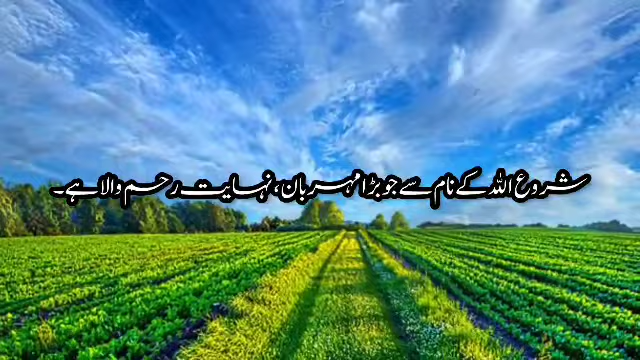 شروع اللہ کے نام سے جو بڑا مہربان، نہایت رحم والا ہے۔